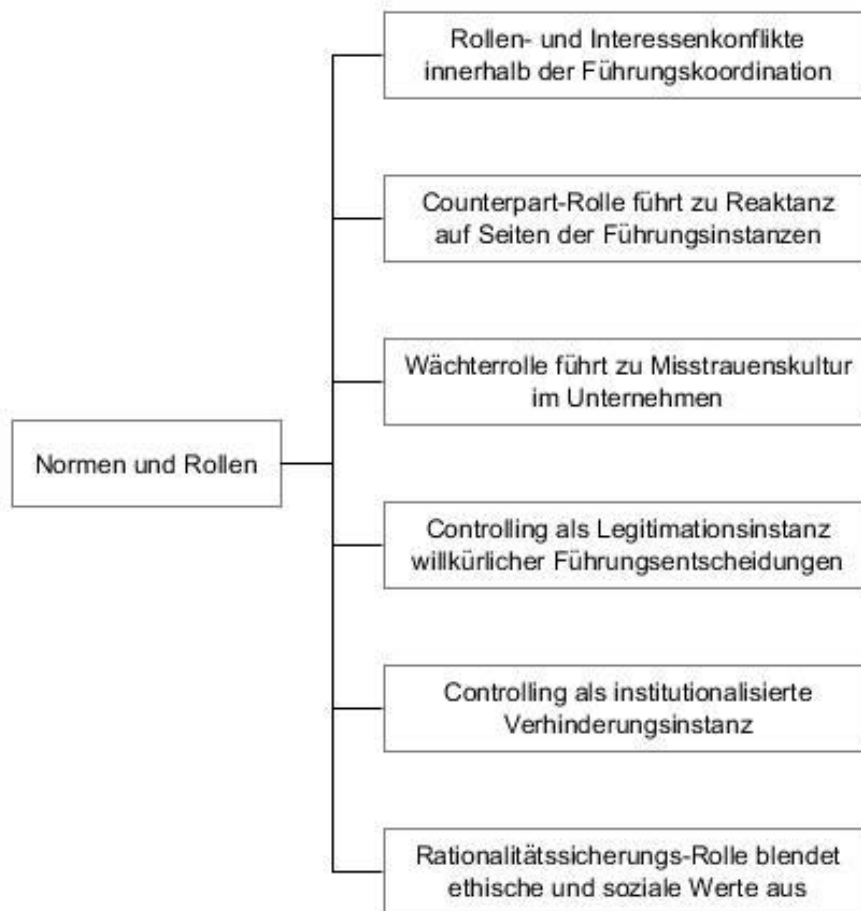 Rollen- und Interessenkonflikte
innerhalb der Führungskoordination
Counterpart-Rolle führt zu Reaktanz
auf Seiten der Führungsinstanzen
Wächterrolle führt zu Misstrauenskultur
im Unternehmen
Normen und Rollen
Controlling als Legitimationsinstanz
willkürlicher Führungsentscheidungen
Controlling als institutionalisierte
Verhinderungsinstanz
Rationalitätssicherungs-Rolle blendet
ethische und soziale Werte aus